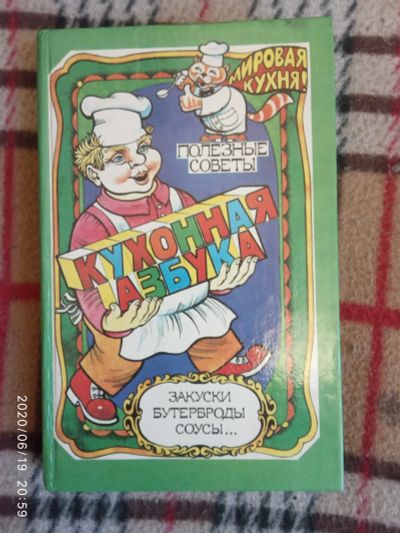 МИРОВАЯ
КУХНЯ!
ПОЛЕЗНЫЕ
СОВЕТЫ
КУХОННАЯ
АЗБУКА
ЗАКУСКИ
БУТЕРБРОДЫ
СОУСЫ...
2020/06/19 20:59